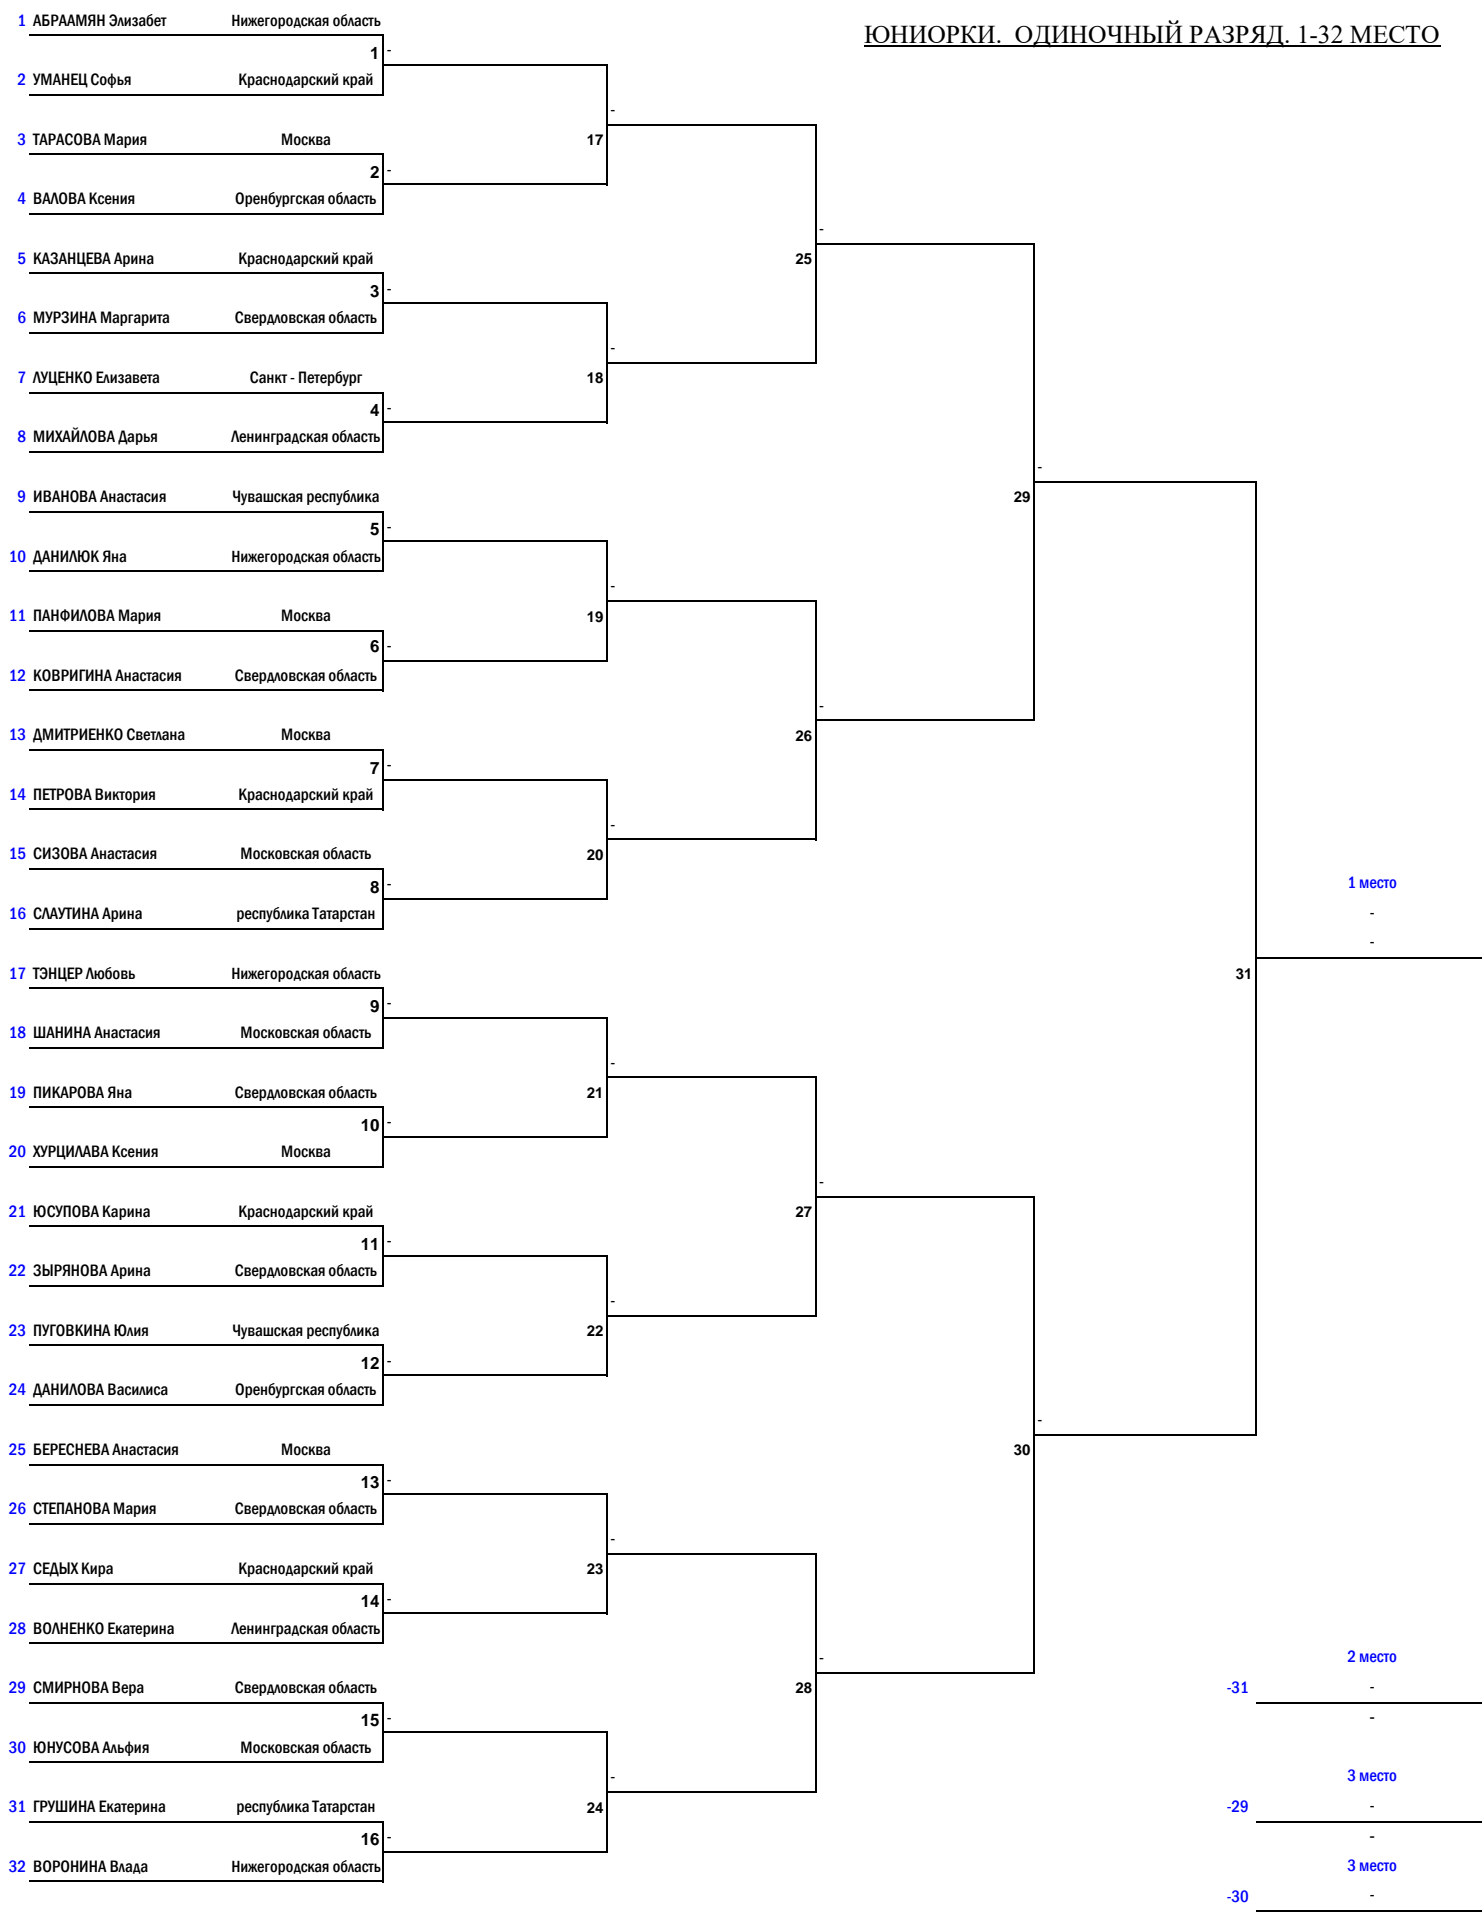 ЮНИОРКИ. ОДИНОЧНЫЙ РАЗРЯД. 1-32 МЕСТО
1 АБРААМЯН Элизабет Нижегородская область
1 -
2 УМАНЕЦ Софья Краснодарский край
-
3 ТАРАСОВА Мария Москва 17
2 -
4 ВАЛОВА Ксения Оренбургская область
-
5 КАЗАНЦЕВА Арина Краснодарский край 25
3 -
6 МУРЗИНА Маргарита Свердловская область
-
7 ЛУЦЕНКО Елизавета Санкт - Петербург 18
4 -
8 МИХАЙЛОВА Дарья Ленинградская область
-
9 ИВАНОВА Анастасия Чувашская республика 29
5 -
10 ДАНИЛЮК Яна Нижегородская область
-
11 ПАНФИЛОВА Мария Москва 19
6 -
12 КОВРИГИНА Анастасия Свердловская область
-
13 ДМИТРИЕНКО Светлана Москва 26
7 -
14 ПЕТРОВА Виктория Краснодарский край
-
15 СИЗОВА Анастасия Московская область 20
8 -
1 место
16 СЛАУТИНА Арина республика Татарстан -
-
17 ТЭНЦЕР Любовь Нижегородская область 31
9 -
18 ШАНИНА Анастасия Московская область
-
19 ПИКАРОВА Яна Свердловская область 21
10 -
20 ХУРЦИЛАВА Ксения Москва
-
21 ЮСУПОВА Карина Краснодарский край 27
11 -
22 ЗЫРЯНОВА Арина Свердловская область
-
23 ПУГОВКИНА Юлия Чувашская республика 22
12 -
24 ДАНИЛОВА Василиса Оренбургская область
-
25 БЕРЕСНЕВА Анастасия Москва 30
13 -
26 СТЕПАНОВА Мария Свердловская область
-
27 СЕДЫХ Кира Краснодарский край 23
14 -
28 ВОЛНЕНКО Екатерина Ленинградская область
- 2 место
29 СМИРНОВА Вера Свердловская область 28 -31 -
15 - -
30 ЮНУСОВА Альфия Московская область
- 3 место
31 ГРУШИНА Екатерина республика Татарстан 24 -29 -
16 - -
32 ВОРОНИНА Влада Нижегородская область 3 место
-30 -